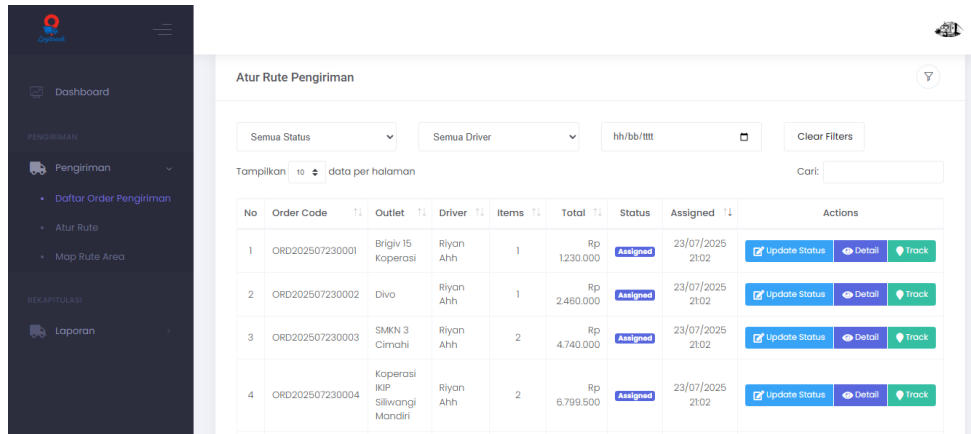 Logitrack
Atur Rute Pengiriman
Dashboard
PENGIRIMAN
Pengiriman
Daftar Order Pengiriman
Atur Rute
Map Rute Area
REKAPITULASI
Laporan
Semua Status
Semua Driver
hh/bb/tttt
Clear Filters
Tampilkan 10 data per halaman
Cari:
No Order Code Outlet Driver Items Total Status Assigned Actions
1 ORD202507230001 Brigiv 15 Koperasi Riyan Ahh 1 Rp 1.230.000 Assigned 23/07/2025 21:02 Update Status Detail Track
2 ORD202507230002 Divo Riyan Ahh 1 Rp 2.460.000 Assigned 23/07/2025 21:02 Update Status Detail Track
3 ORD202507230003 SMKN 3 Cimahi Riyan Ahh 2 Rp 4.740.000 Assigned 23/07/2025 21:02 Update Status Detail Track
4 ORD202507230004 Koperasi IKIP Siliwangi Mandiri Riyan Ahh 2 Rp 6.799.500 Assigned 23/07/2025 21:02 Update Status Detail Track